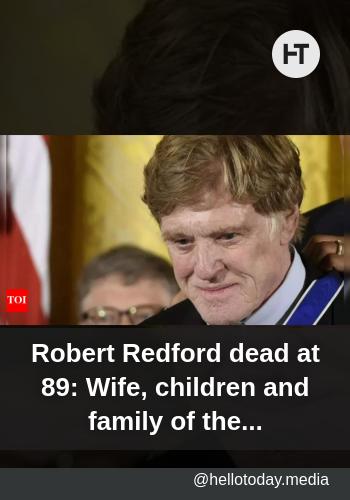 HT
TOI
Robert Redford dead at
89: Wife, children and
family of the...
@hellotoday.media